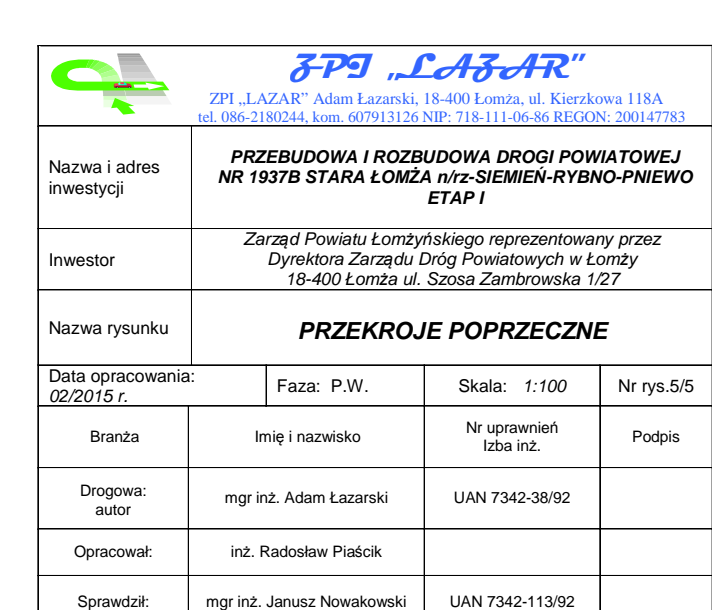 ZPI „LAZAR”
ZPI „LAZAR” Adam Łazarski, 18-400 Łomża, ul. Kierzkowa 118A
tel. 086-2180244, kom. 607913126 NIP: 718-111-06-86 REGON: 200147783
Nazwa i adres
inwestycji
PRZEBUDOWA I ROZBUDOWA DROGI POWIATOWEJ
NR 1937B STARA ŁOMŻA n/rz-SIEMIEŃ-RYBNO-PNIEWO
ETAP I
Inwestor
Zarząd Powiatu Łomżyńskiego reprezentowany przez
Dyrektora Zarządu Dróg Powiatowych w Łomży
18-400 Łomża ul. Szosa Zambrowska 1/27
Nazwa rysunku
PRZEKROJE POPRZECZNE
Data opracowania:
02/2015 r.
Faza: P.W.
Skala: 1:100
Nr rys.5/5
Branża
Imię i nazwisko
Nr uprawnień
Izba inż.
Podpis
Drogowa:
autor
mgr inż. Adam Łazarski
UAN 7342-38/92
Opracował:
inż. Radosław Piaścik
Sprawdził:
mgr inż. Janusz Nowakowski
UAN 7342-113/92